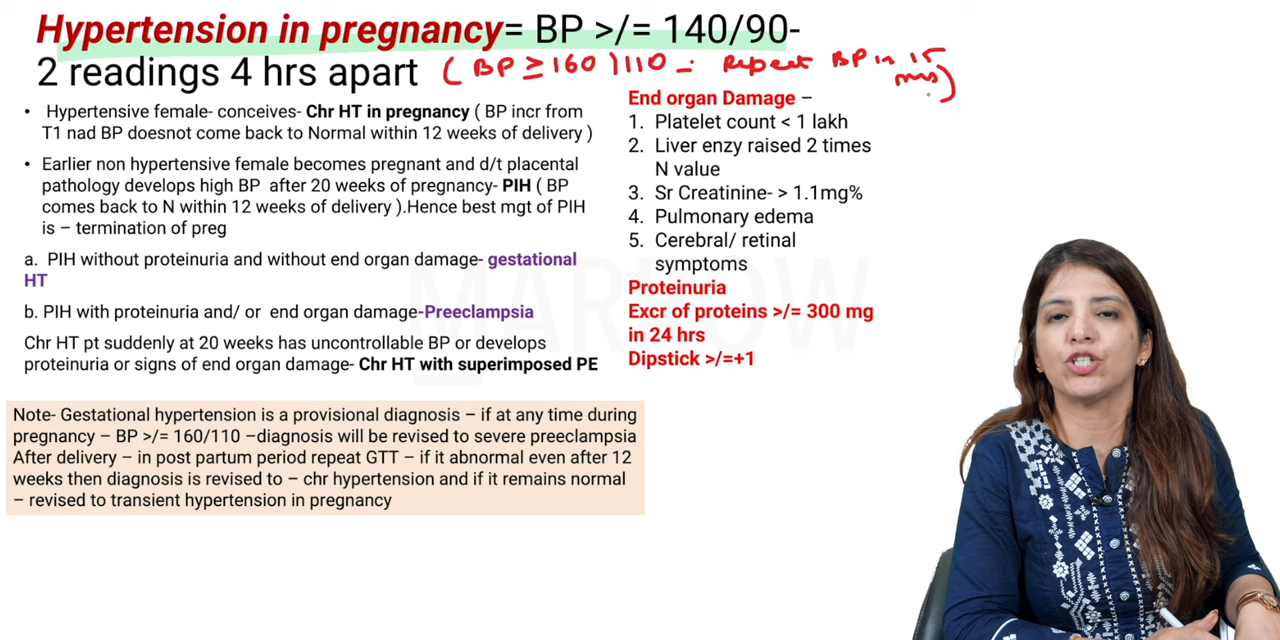 Hypertension in pregnancy= BP >/= 140/90-
2 readings 4 hrs apart ( BP ≥ 160 / 110 - Repeat BP in 15
mns)
• Hypertensive female- conceives- Chr HT in pregnancy ( BP incr from
T1 nad BP doesnot come back to Normal within 12 weeks of delivery )
• Earlier non hypertensive female becomes pregnant and d/t placental
pathology develops high BP after 20 weeks of pregnancy- PIH ( BP
comes back to N within 12 weeks of delivery ).Hence best mgt of PIH
is – termination of preg
a. PIH without proteinuria and without end organ damage- gestational
HT
b. PIH with proteinuria and/ or end organ damage-Preeclampsia
Chr HT pt suddenly at 20 weeks has uncontrollable BP or develops
proteinuria or signs of end organ damage- Chr HT with superimposed PE
Note- Gestational hypertension is a provisional diagnosis – if at any time during
pregnancy – BP >/= 160/110 –diagnosis will be revised to severe preeclampsia
After delivery – in post partum period repeat GTT – if it abnormal even after 12
weeks then diagnosis is revised to – chr hypertension and if it remains normal
– revised to transient hypertension in pregnancy
End organ Damage –
1. Platelet count < 1 lakh
2. Liver enzy raised 2 times
N value
3. Sr Creatinine- > 1.1mg%
4. Pulmonary edema
5. Cerebral/ retinal
symptoms
Proteinuria
Excr of proteins >/= 300 mg
in 24 hrs
Dipstick >/=+1
MARROW